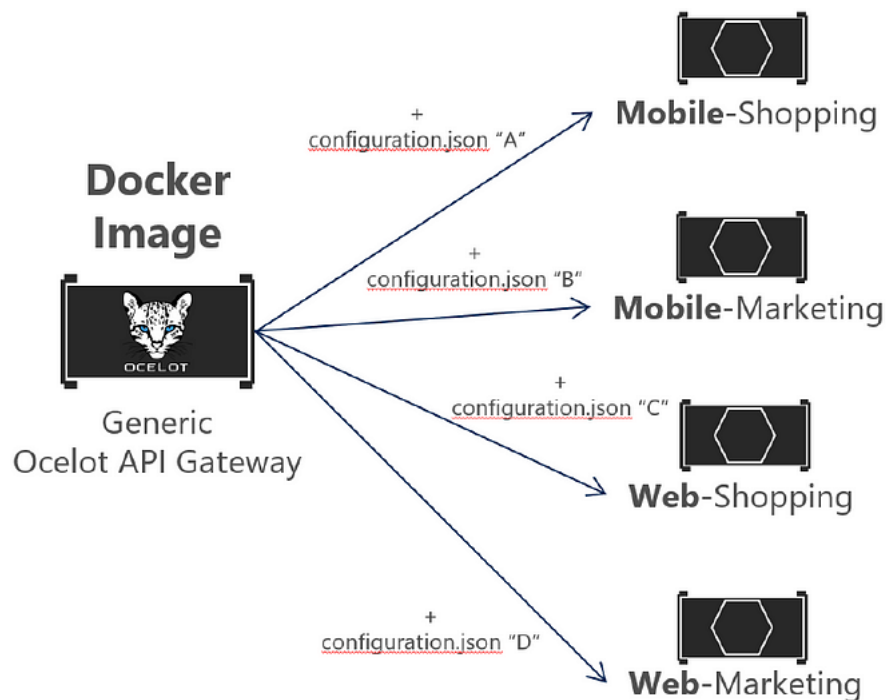 Docker
Image
OCELOT
Generic
Ocelot API Gateway
+
configuration.json “A”
+
configuration.json “B”
+
configuration.json “C”
+
configuration.json “D”
Mobile-Shopping
Mobile-Marketing
Web-Shopping
Web-Marketing